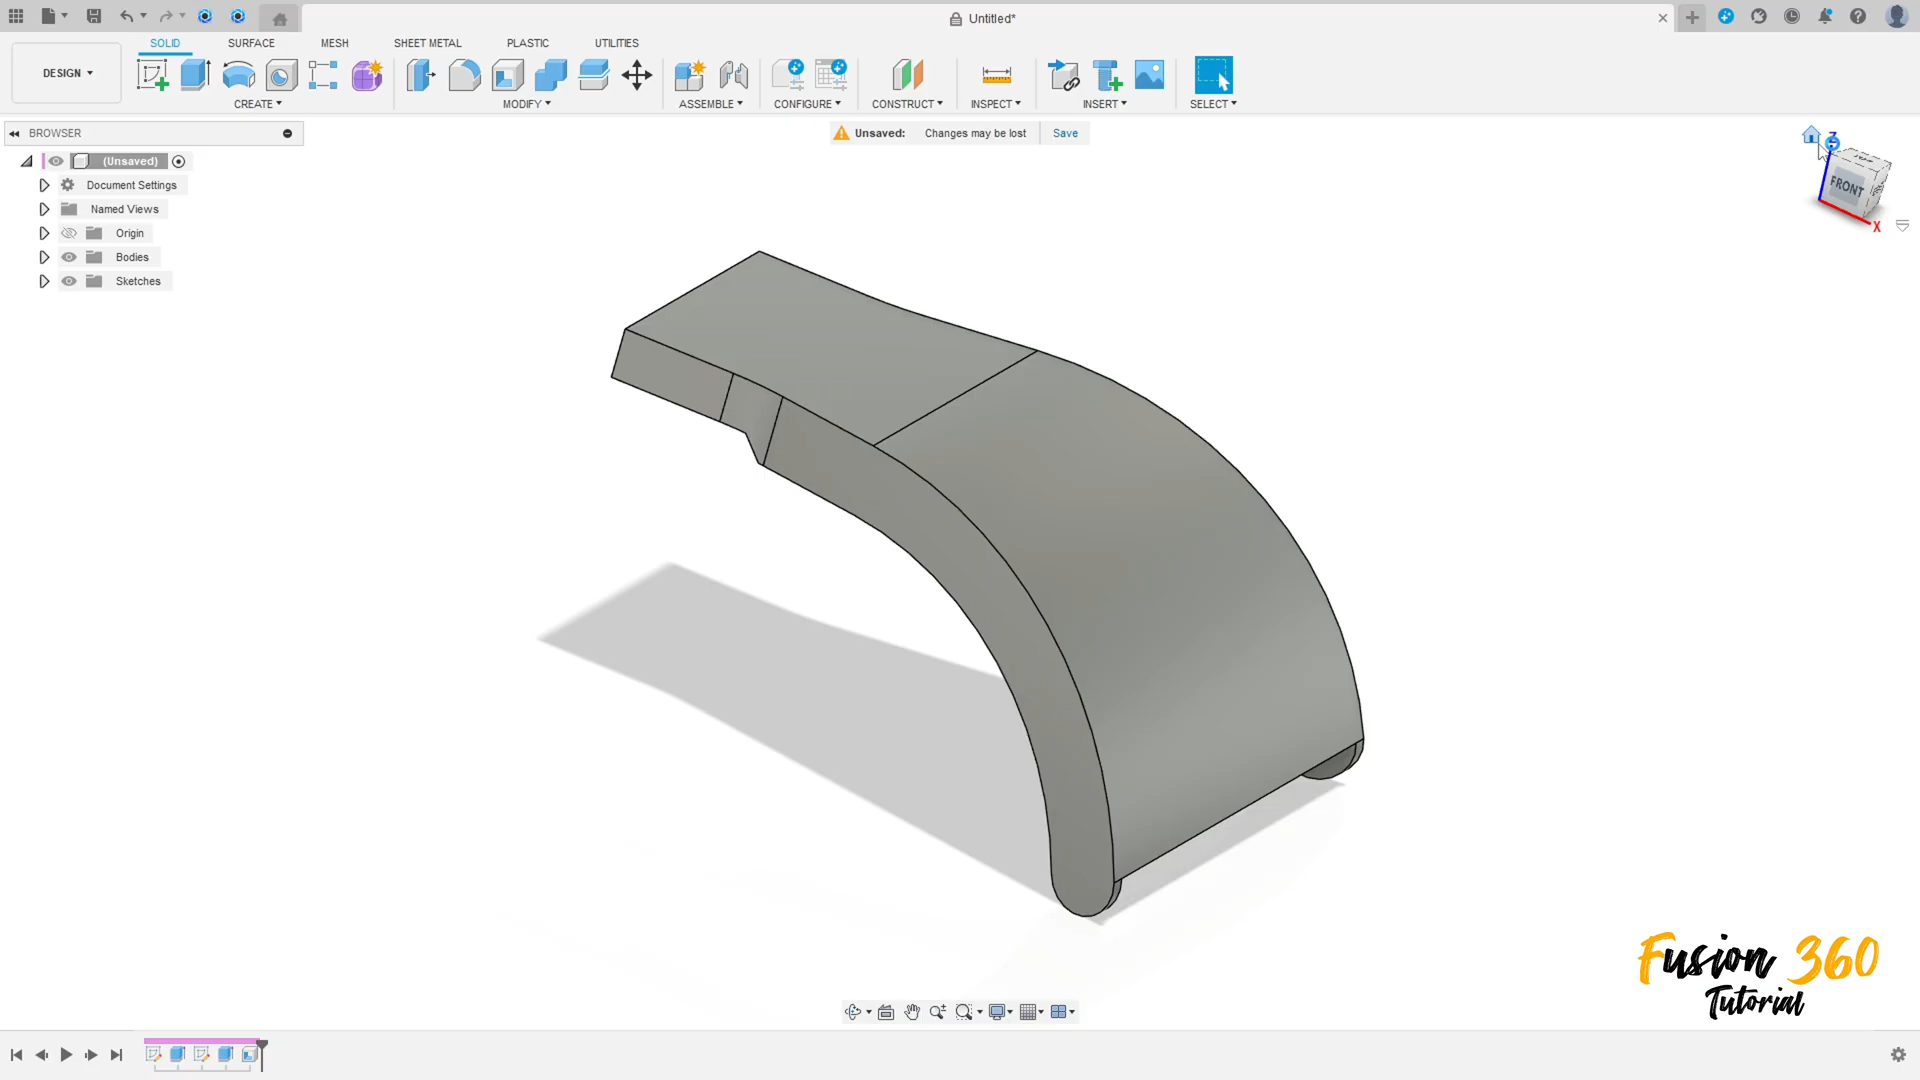 Untitled*
DESIGN
SOLID
SURFACE
MESH
SHEET METAL
PLASTIC
UTILITIES
CREATE
MODIFY
ASSEMBLE
CONFIGURE
CONSTRUCT
INSPECT
INSERT
SELECT
BROWSER
Unsaved: Changes may be lost Save
(Unsaved)
Document Settings
Named Views
Origin
Bodies
Sketches
Z
TOP
FRONT
X
Fusion 360
Tutorial